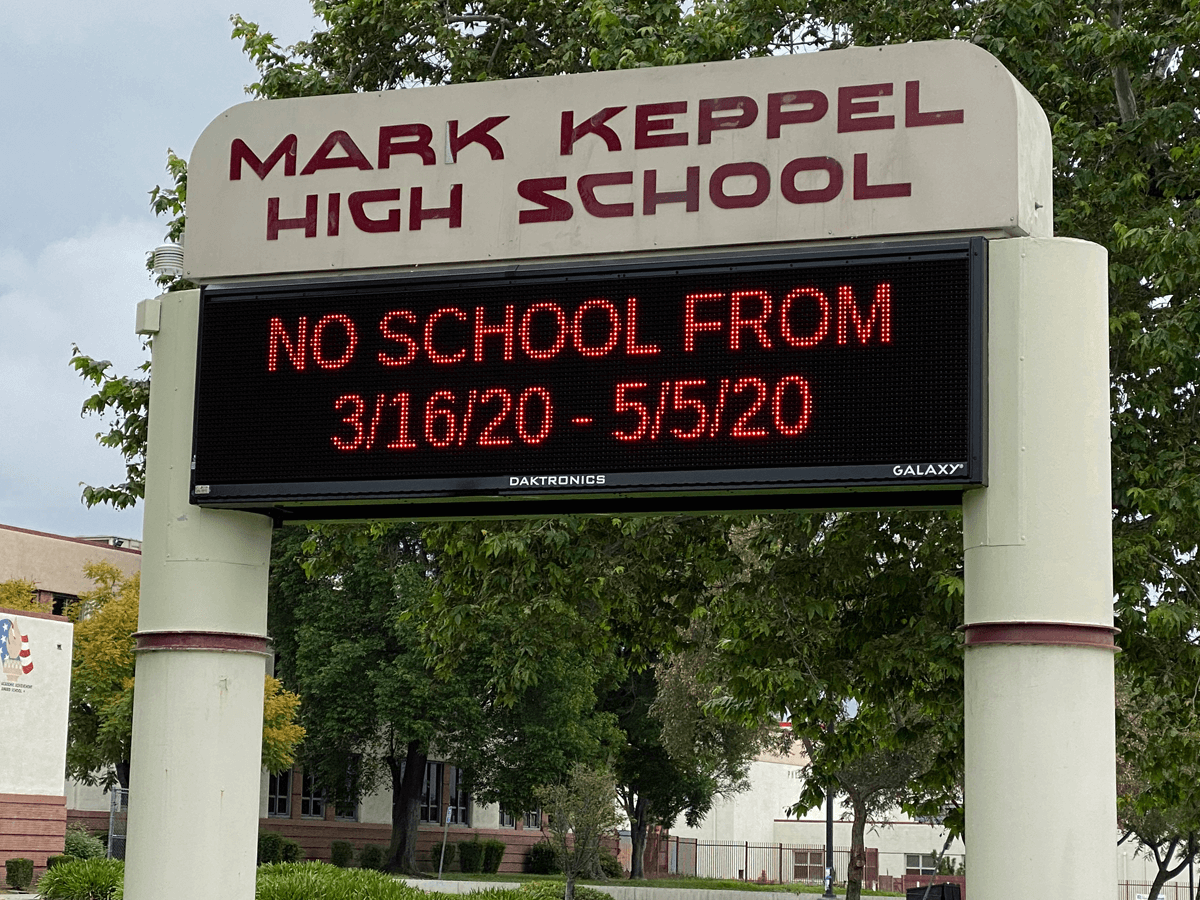 MARK KEPPEL
HIGH SCHOOL
NO SCHOOL FROM
3/16/20 - 5/5/20
DAKTRONICS
GALAXY